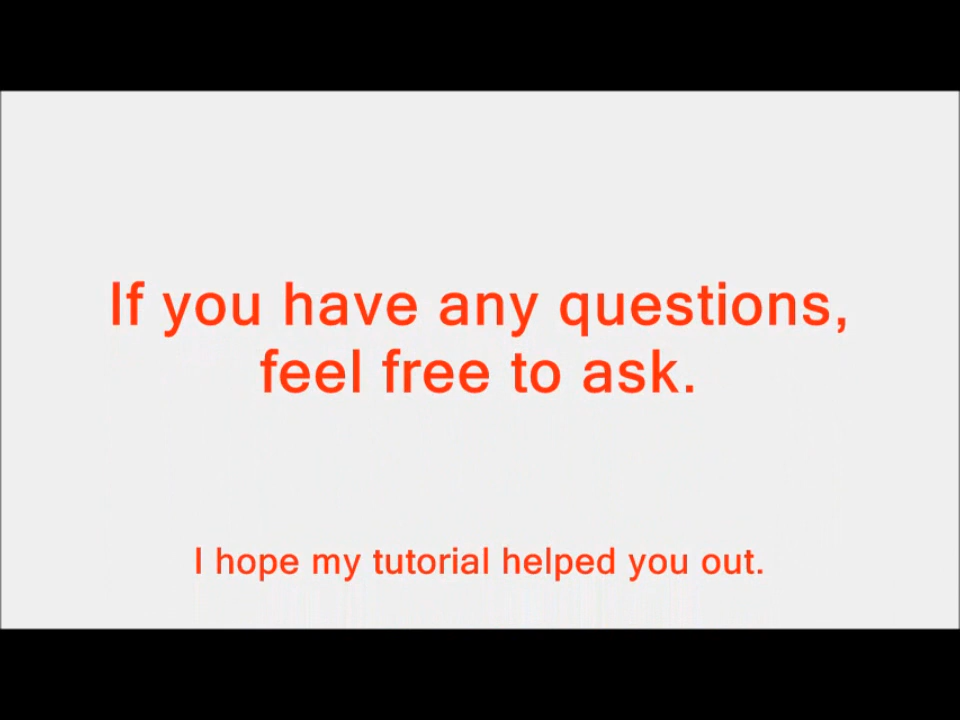 If you have any questions,
feel free to ask.
I hope my tutorial helped you out.